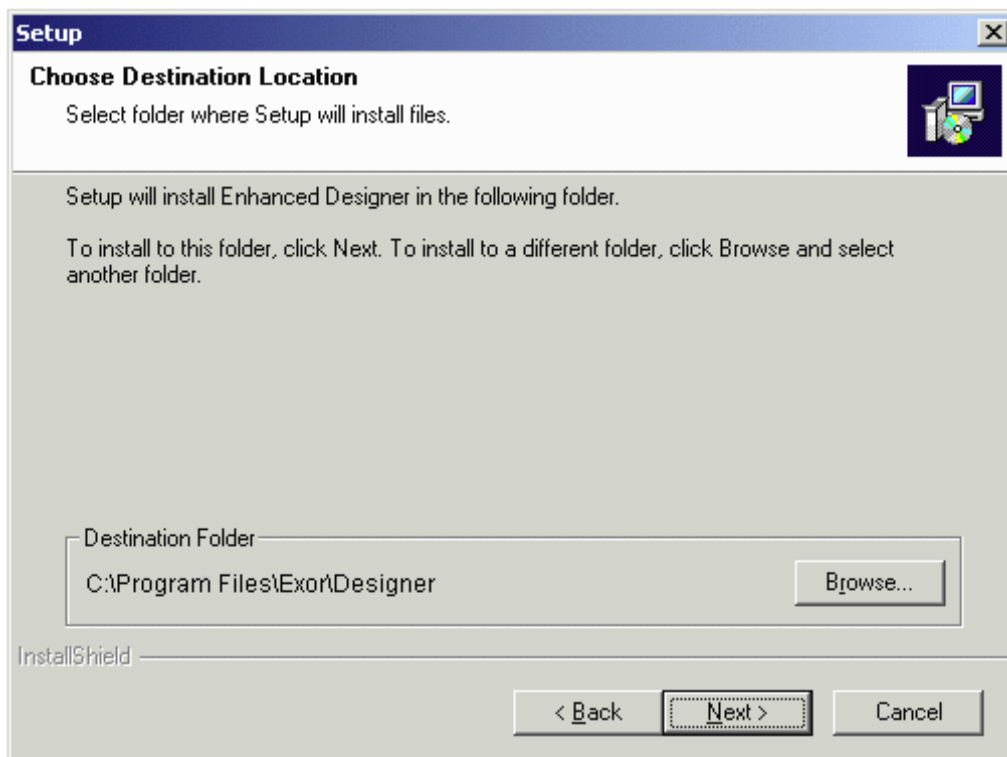 Setup
Choose Destination Location
Select folder where Setup will install files.
Setup will install Enhanced Designer in the following folder.
To install to this folder, click Next. To install to a different folder, click Browse and select
another folder.
Destination Folder
C:\Program Files\Exor\Designer
Browse...
InstallShield
< Back
Next >
Cancel